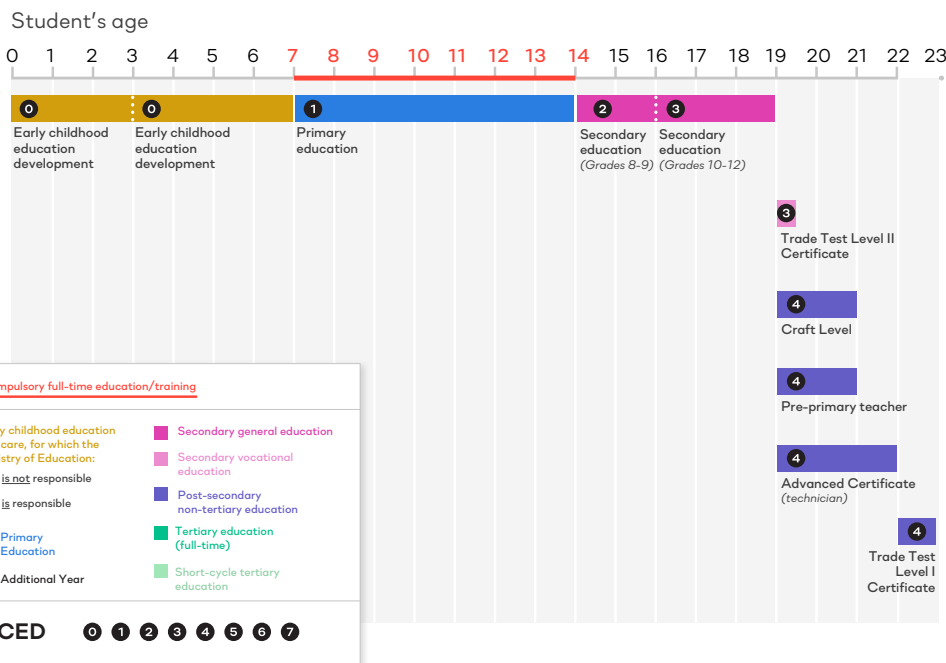 Student's age
0 1 2 3 4 5 6 7 8 9 10 11 12 13 14 15 16 17 18 19 20 21 22 23
0 0 1 2 3
Early childhood
education
development
Early childhood
education
development
Primary
education
Secondary
education
(Grades 8-9)
Secondary
education
(Grades 10-12)
3
Trade Test Level II
Certificate
4
Craft Level
4
Pre-primary teacher
4
Advanced Certificate
(technician)
4
Trade Test
Level I
Certificate
mpulsory full-time education/training
y childhood education
care, for which the
stry of Education:
is not responsible
is responsible
Primary
Education
Additional Year
Secondary general education
Secondary vocational
education
Post-secondary
non-tertiary education
Tertiary education
(full-time)
Short-cycle tertiary
education
CED 0 1 2 3 4 5 6 7